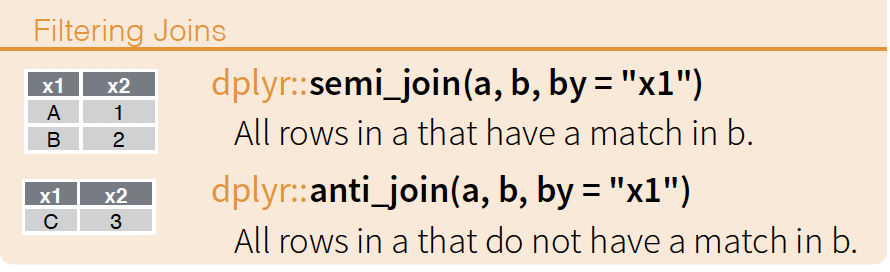 Filtering Joins
x1 x2
A 1
B 2
dplyr::semi_join(a, b, by = "x1")
All rows in a that have a match in b.
x1 x2
C 3
dplyr::anti_join(a, b, by = "x1")
All rows in a that do not have a match in b.